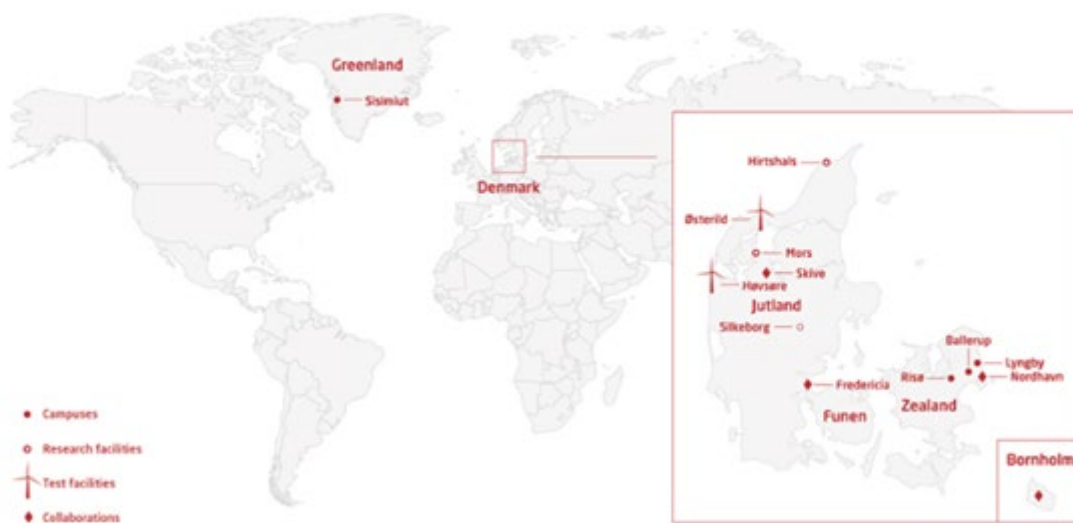 Greenland
Sisimiut
Denmark
Hirtshals
Østerild
Mors
Skive
Høvsøre
Jutland
Silkeborg
Ballerup
Lyngby
Risø
Nordhavn
Fredericia
Zealand
Funen
Bornholm
Campuses
Research facilities
Test facilities
Collaborations